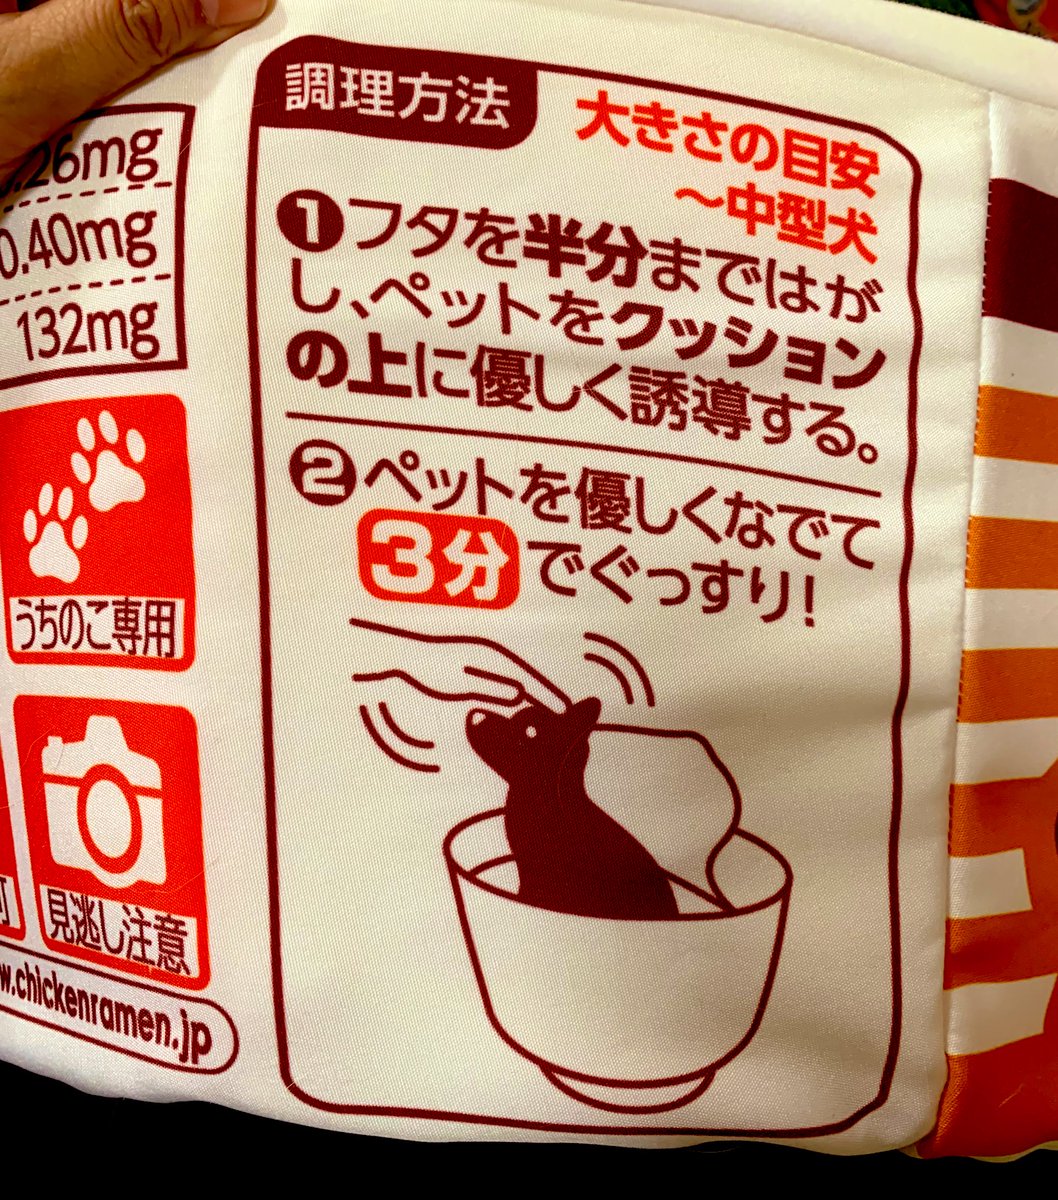 調理方法
大きさの目安
～中型犬
❶フタを半分まではが
し、ペットをクッション
の上に優しく誘導する。
❷ペットを優しくなでて
3分でぐっすり!
.26mg
0.40mg
132mg
うちのこ専用
見逃し注意
w.chickenramen.jp